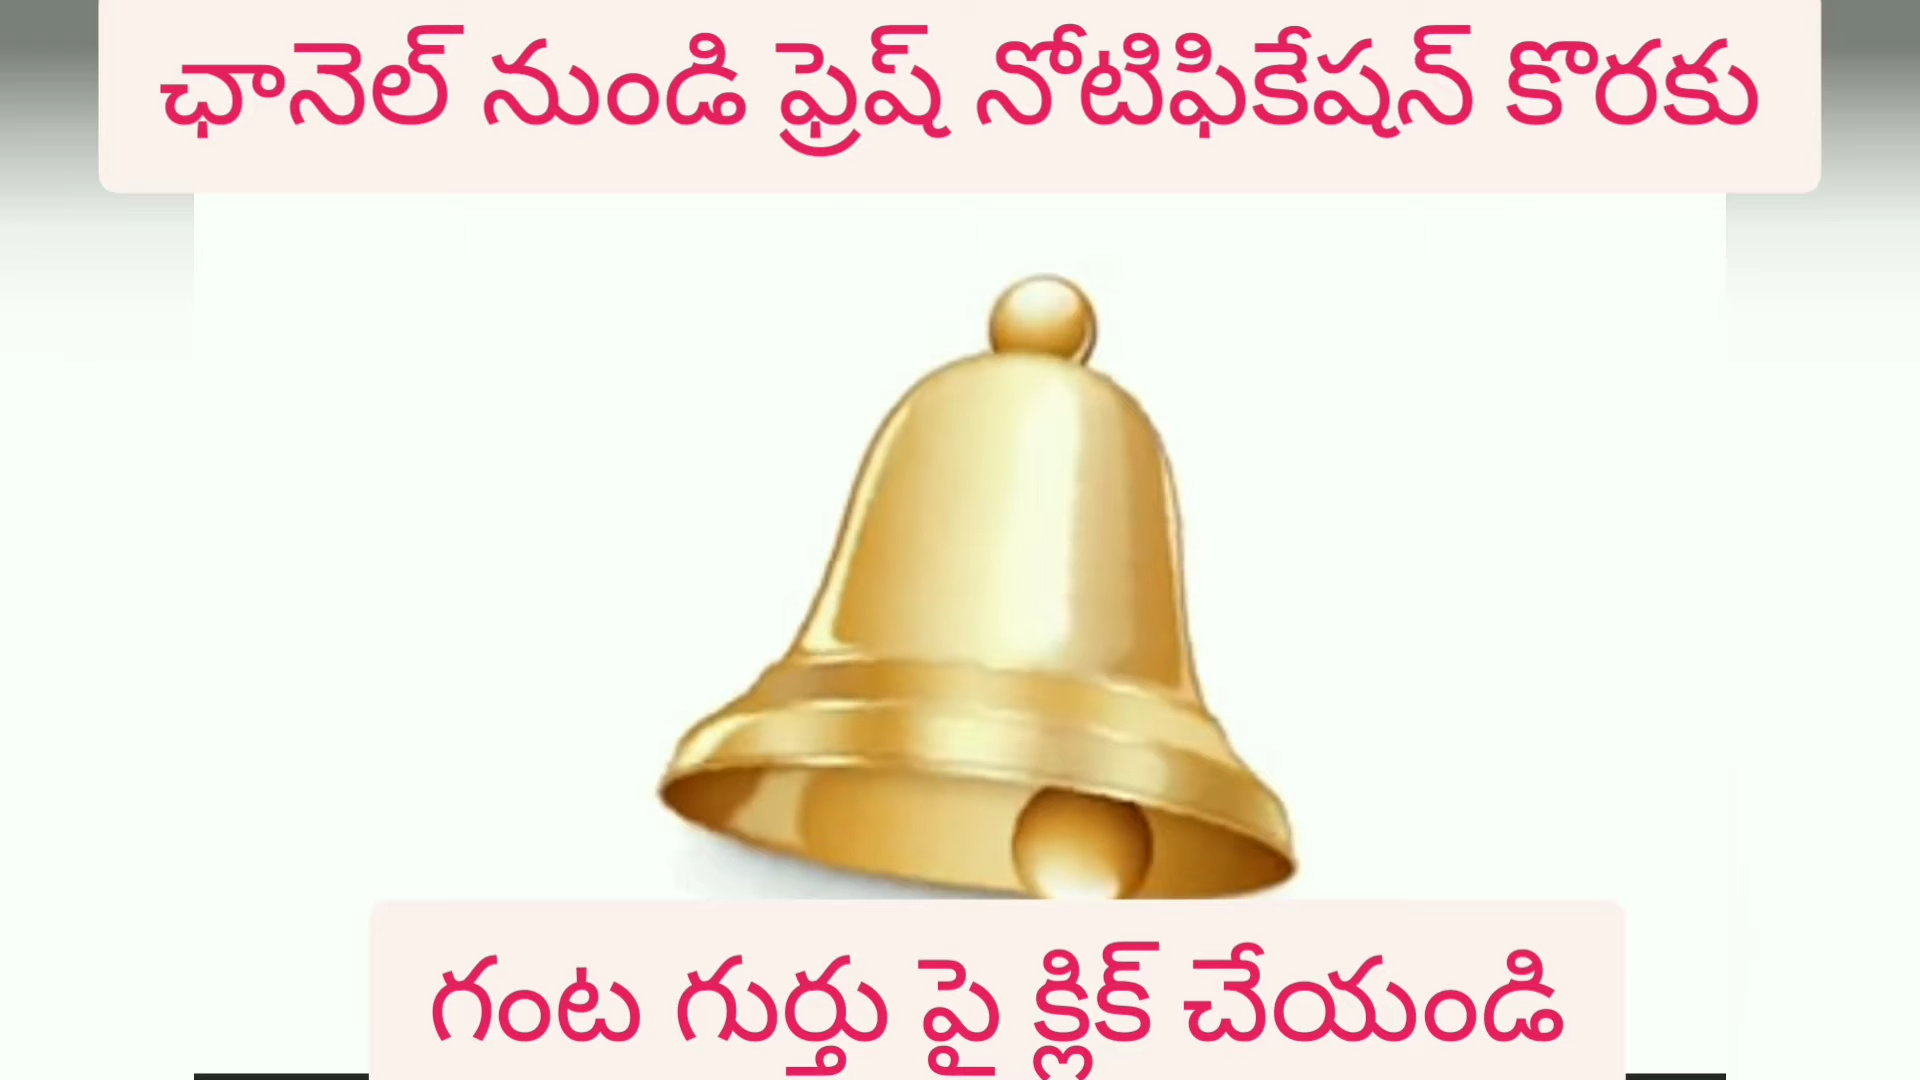 ఛానెల్ నుండి ఫ్రెష్ నోటిఫికేషన్ కొరకు
గంట గుర్తు పై క్లిక్ చేయండి